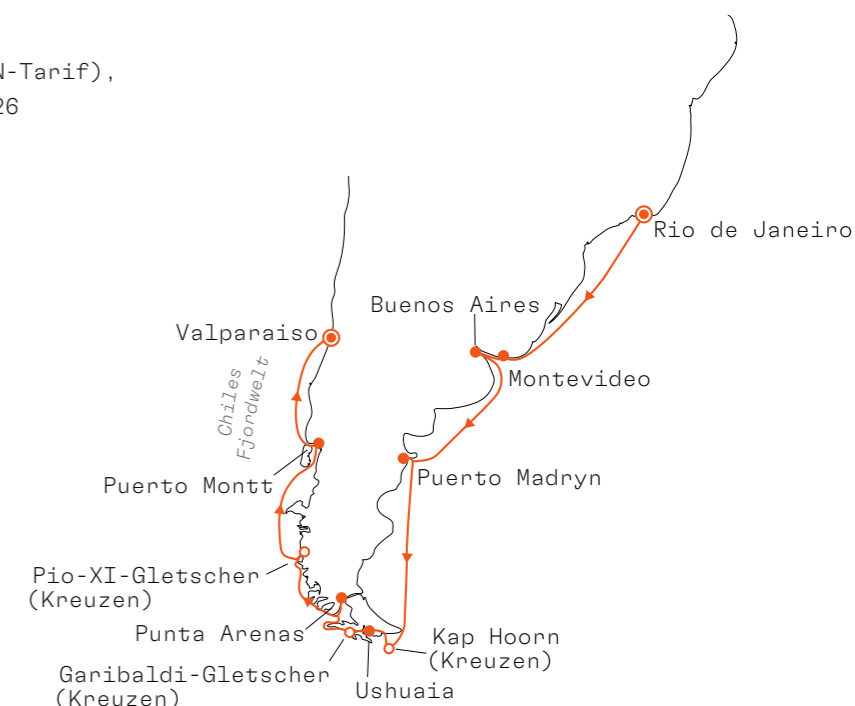 N-Tarif),
26
Rio de Janeiro
Buenos Aires
Valparaiso
Montevideo
Chiles
Fjordwelt
Puerto Montt
Puerto Madryn
Pio-XI-Gletscher
(Kreuzen)
Punta Arenas
Kap Hoorn
(Kreuzen)
Garibaldi-Gletscher
(Kreuzen)
Ushuaia